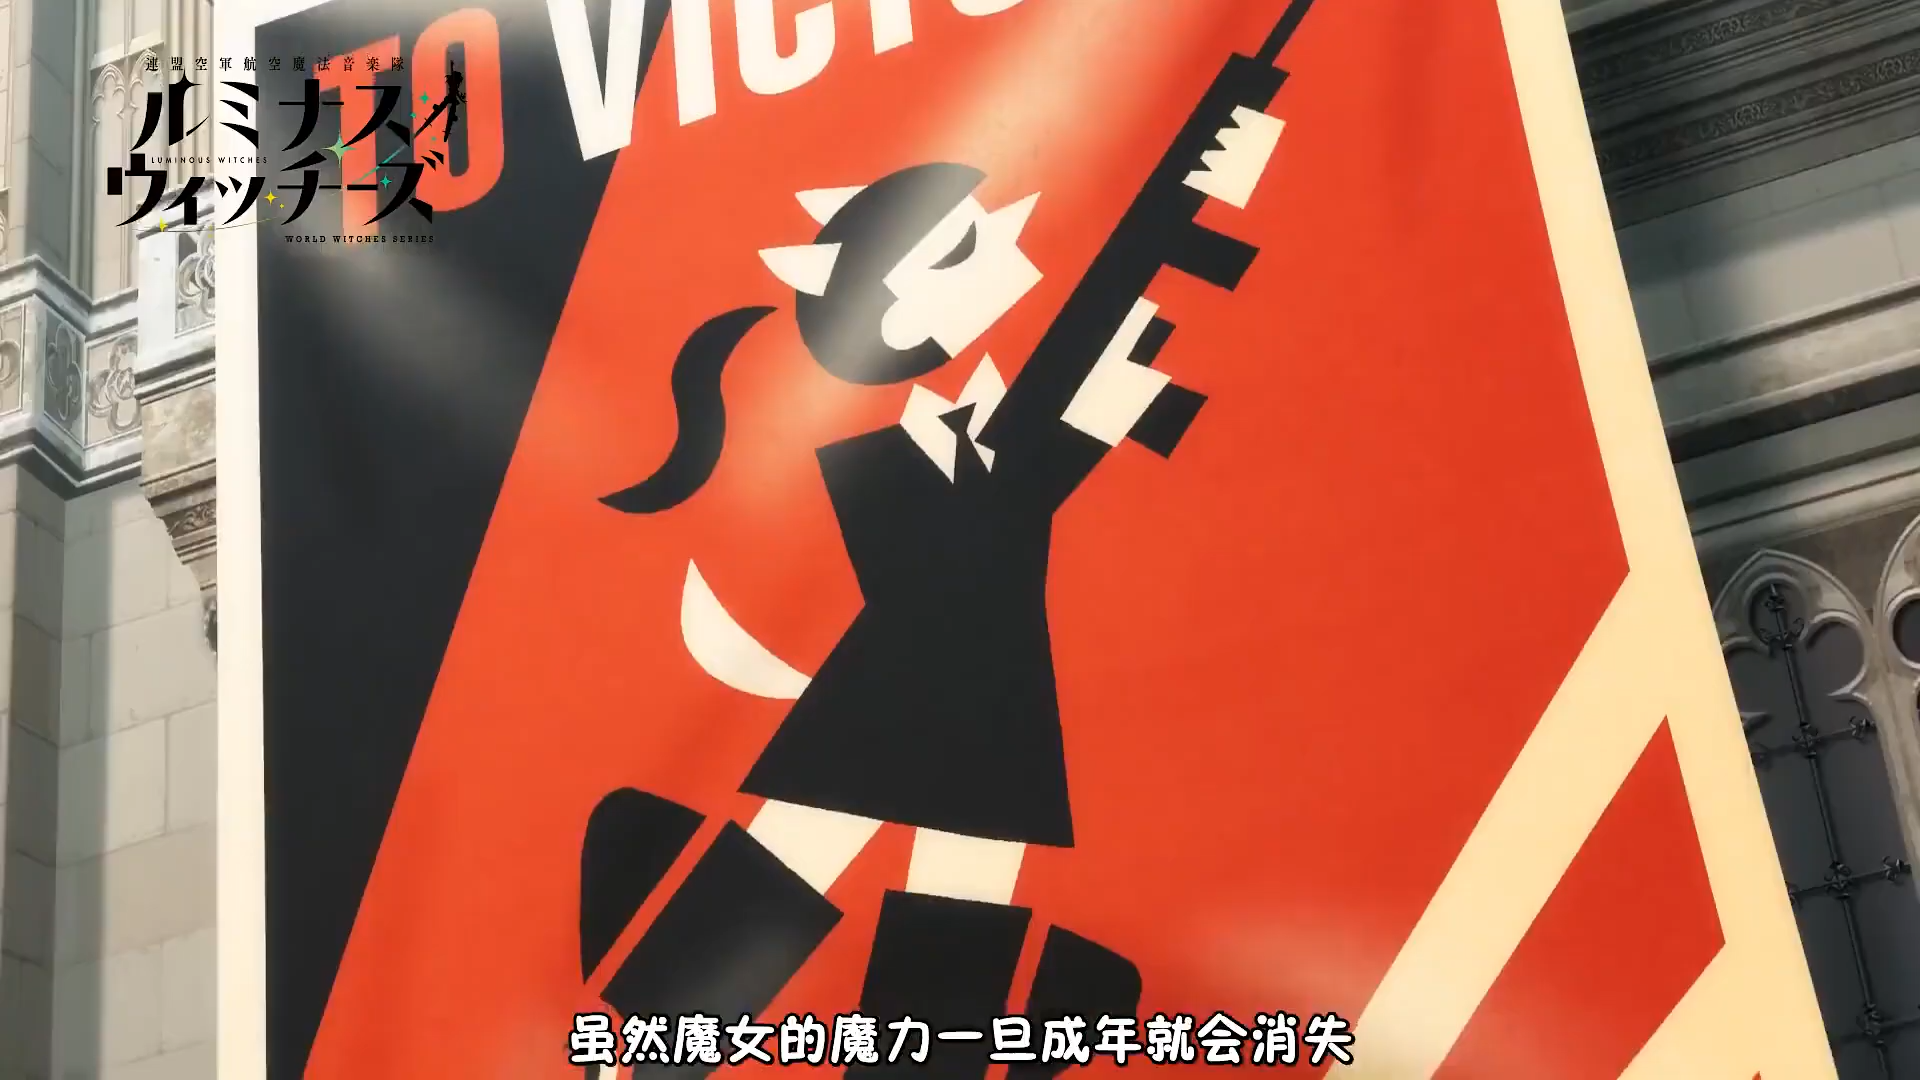 TO VICTO
連盟空軍航空魔法音楽隊
ルミナス
LUMINOUS WITCHES
ウィッチーズ
WORLD WITCHES SERIES
虽然魔女的魔力一旦成年就会消失